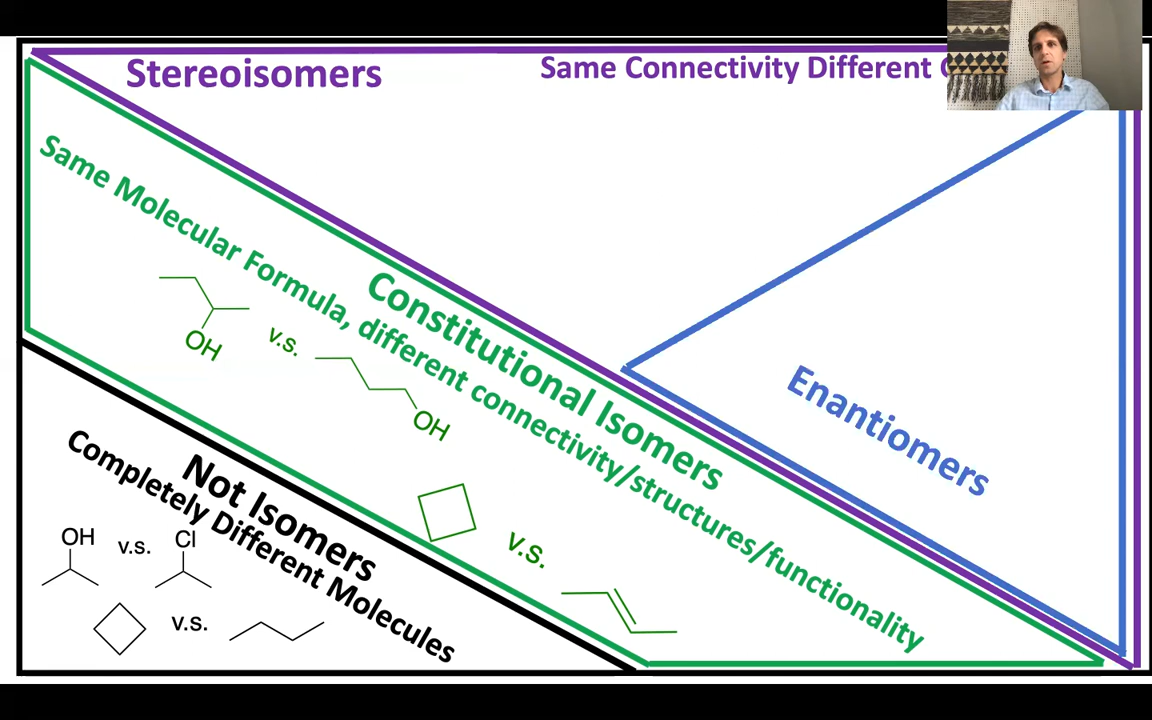 Stereoisomers
Same Connectivity Different
Same Molecular Formula, different connectivity/structures/functionality
Constitutional Isomers
OH
v.s.
OH
Enantiomers
v.s.
Not Isomers
Completely Different Molecules
OH
v.s.
Cl
v.s.